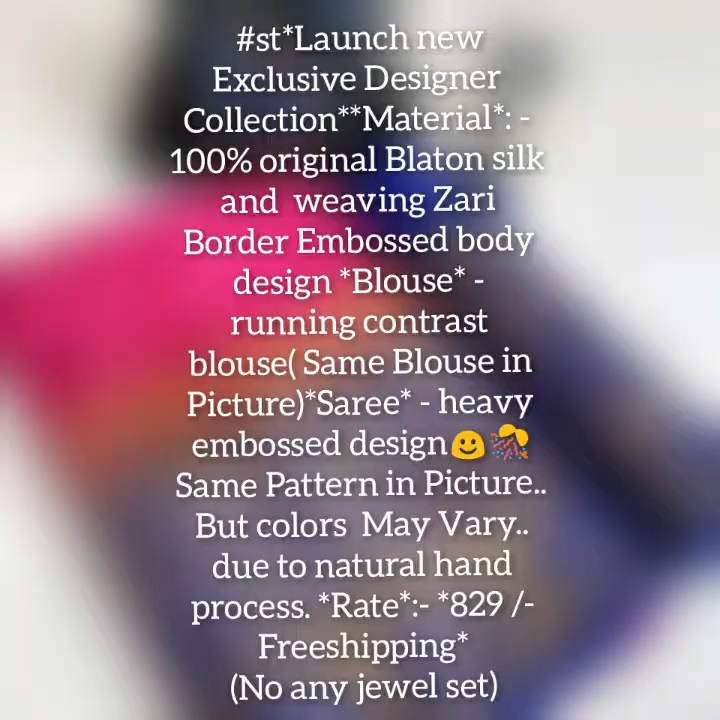 #st*Launch new
Exclusive Designer
Collection**Material*: -
100% original Blaton silk
and  weaving Zari
Border Embossed body
design *Blouse* -
running contrast
blouse( Same Blouse in
Picture)*Saree* - heavy
embossed design☺️🎊
Same Pattern in Picture..
But colors  May Vary..
due to natural hand
process. *Rate*:- *829 /-
Freeshipping*
(No any jewel set)